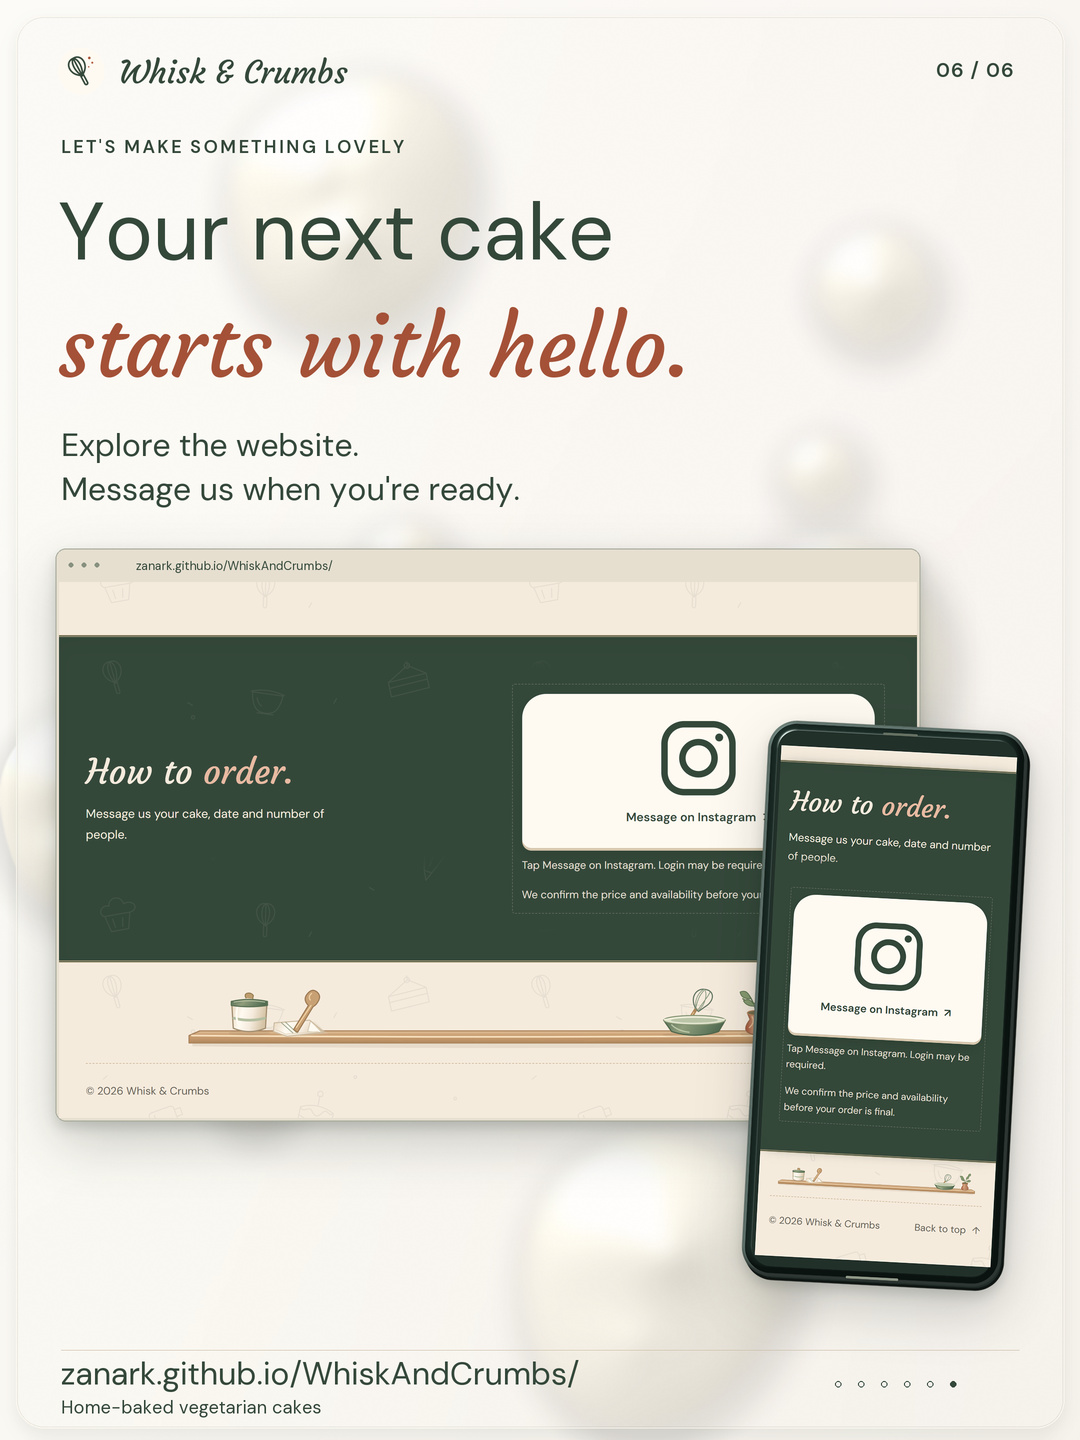 Whisk & Crumbs
06 / 06
LET'S MAKE SOMETHING LOVELY
Your next cake
starts with hello.
Explore the website.
Message us when you're ready.
zanark.github.io/WhiskAndCrumbs/
How to order.
Message us your cake, date and number of
people.
Message on Instagram
Tap Message on Instagram. Login may be require
We confirm the price and availability before you
© 2026 Whisk & Crumbs
How to order.
Message us your cake, date and number
of people.
Message on Instagram ↗
Tap Message on Instagram. Login may be
required.
We confirm the price and availability
before your order is final.
© 2026 Whisk & Crumbs
Back to top ↑
zanark.github.io/WhiskAndCrumbs/
Home-baked vegetarian cakes